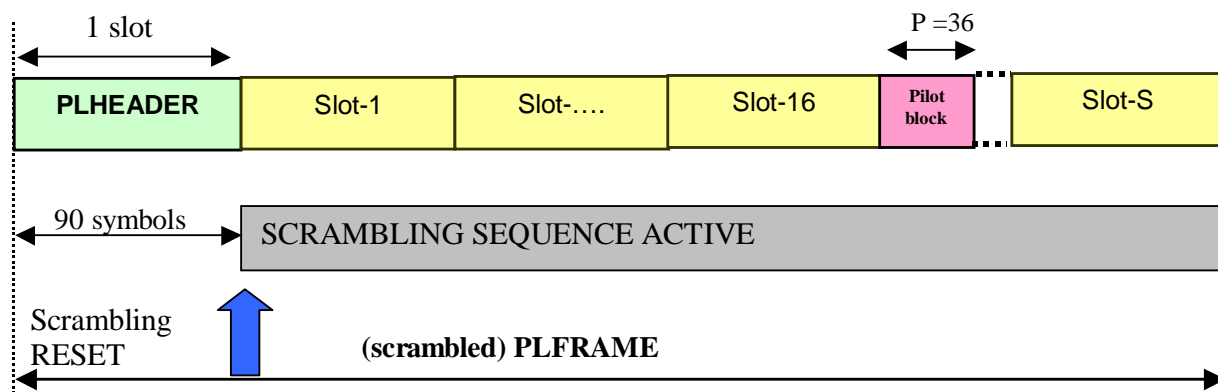 1 slot
P =36
PLHEADER
Slot-1
Slot-....
Slot-16
Pilot
block
Slot-S
90 symbols
SCRAMBLING SEQUENCE ACTIVE
Scrambling
RESET
(scrambled) PLFRAME